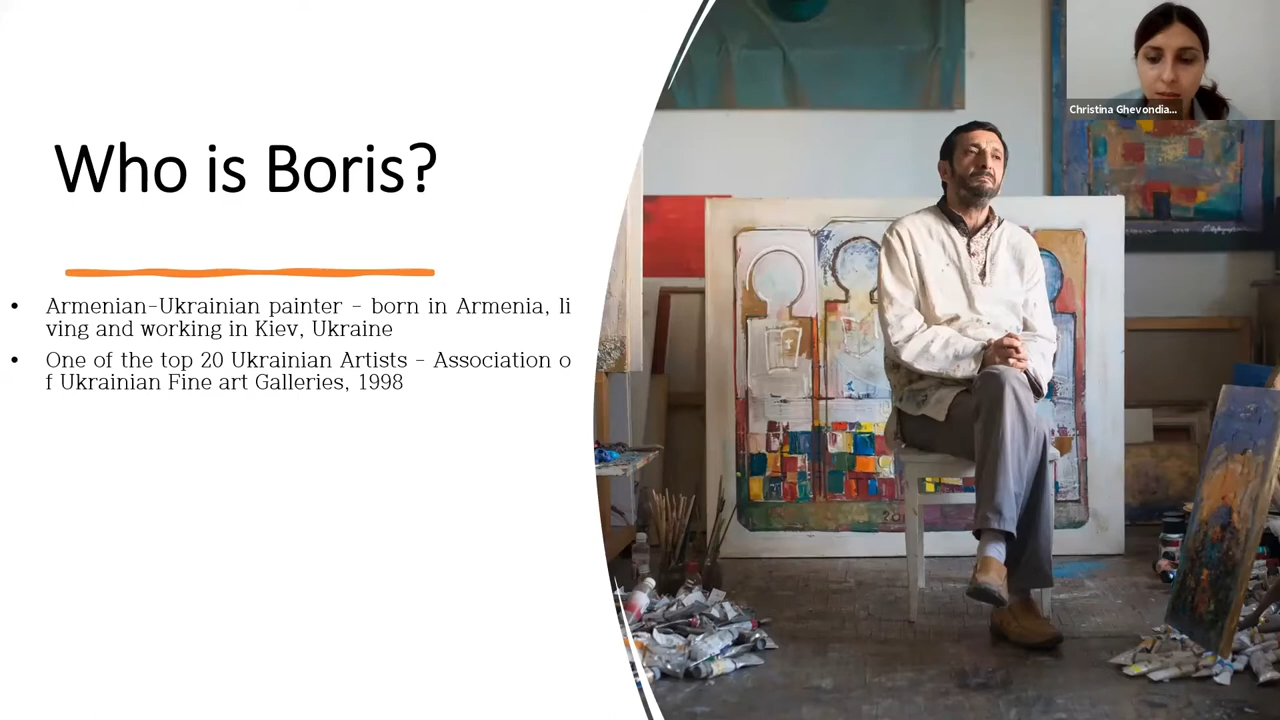 Who is Boris?
• Armenian-Ukrainian painter - born in Armenia, li
ving and working in Kiev, Ukraine
• One of the top 20 Ukrainian Artists - Association o
f Ukrainian Fine art Galleries, 1998
Christina Ghevondia...